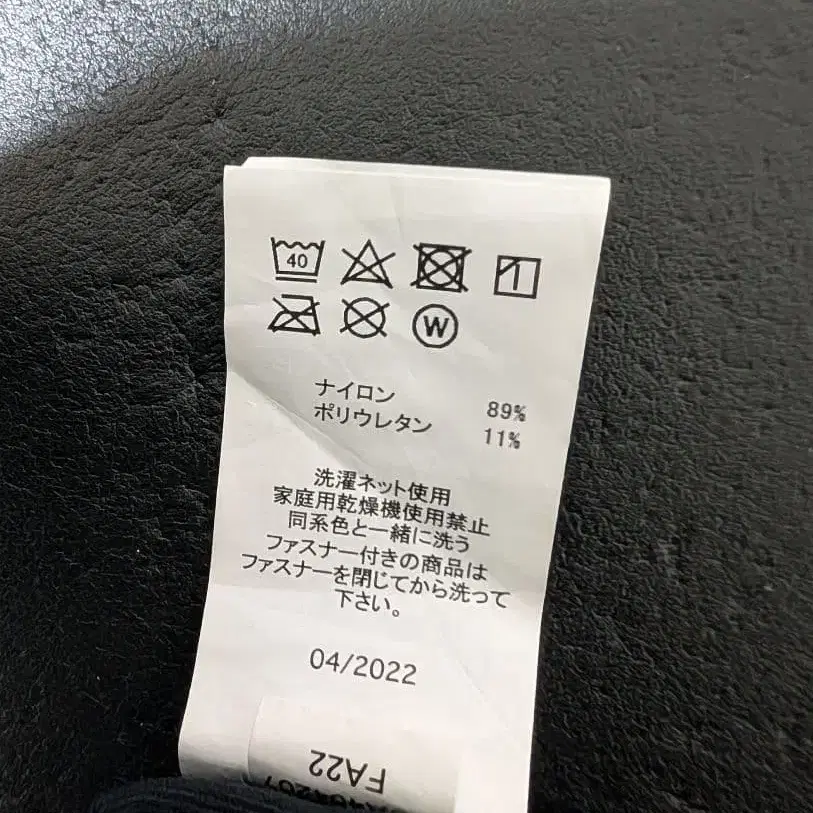 40
W
ナイロン 89%
ポリウレタン 11%
洗濯ネット使用
家庭用乾燥機使用禁止
同系色と一緒に洗う
ファスナー付きの商品は
ファスナーを閉じてから洗って
下さい。
04/2022
FA22